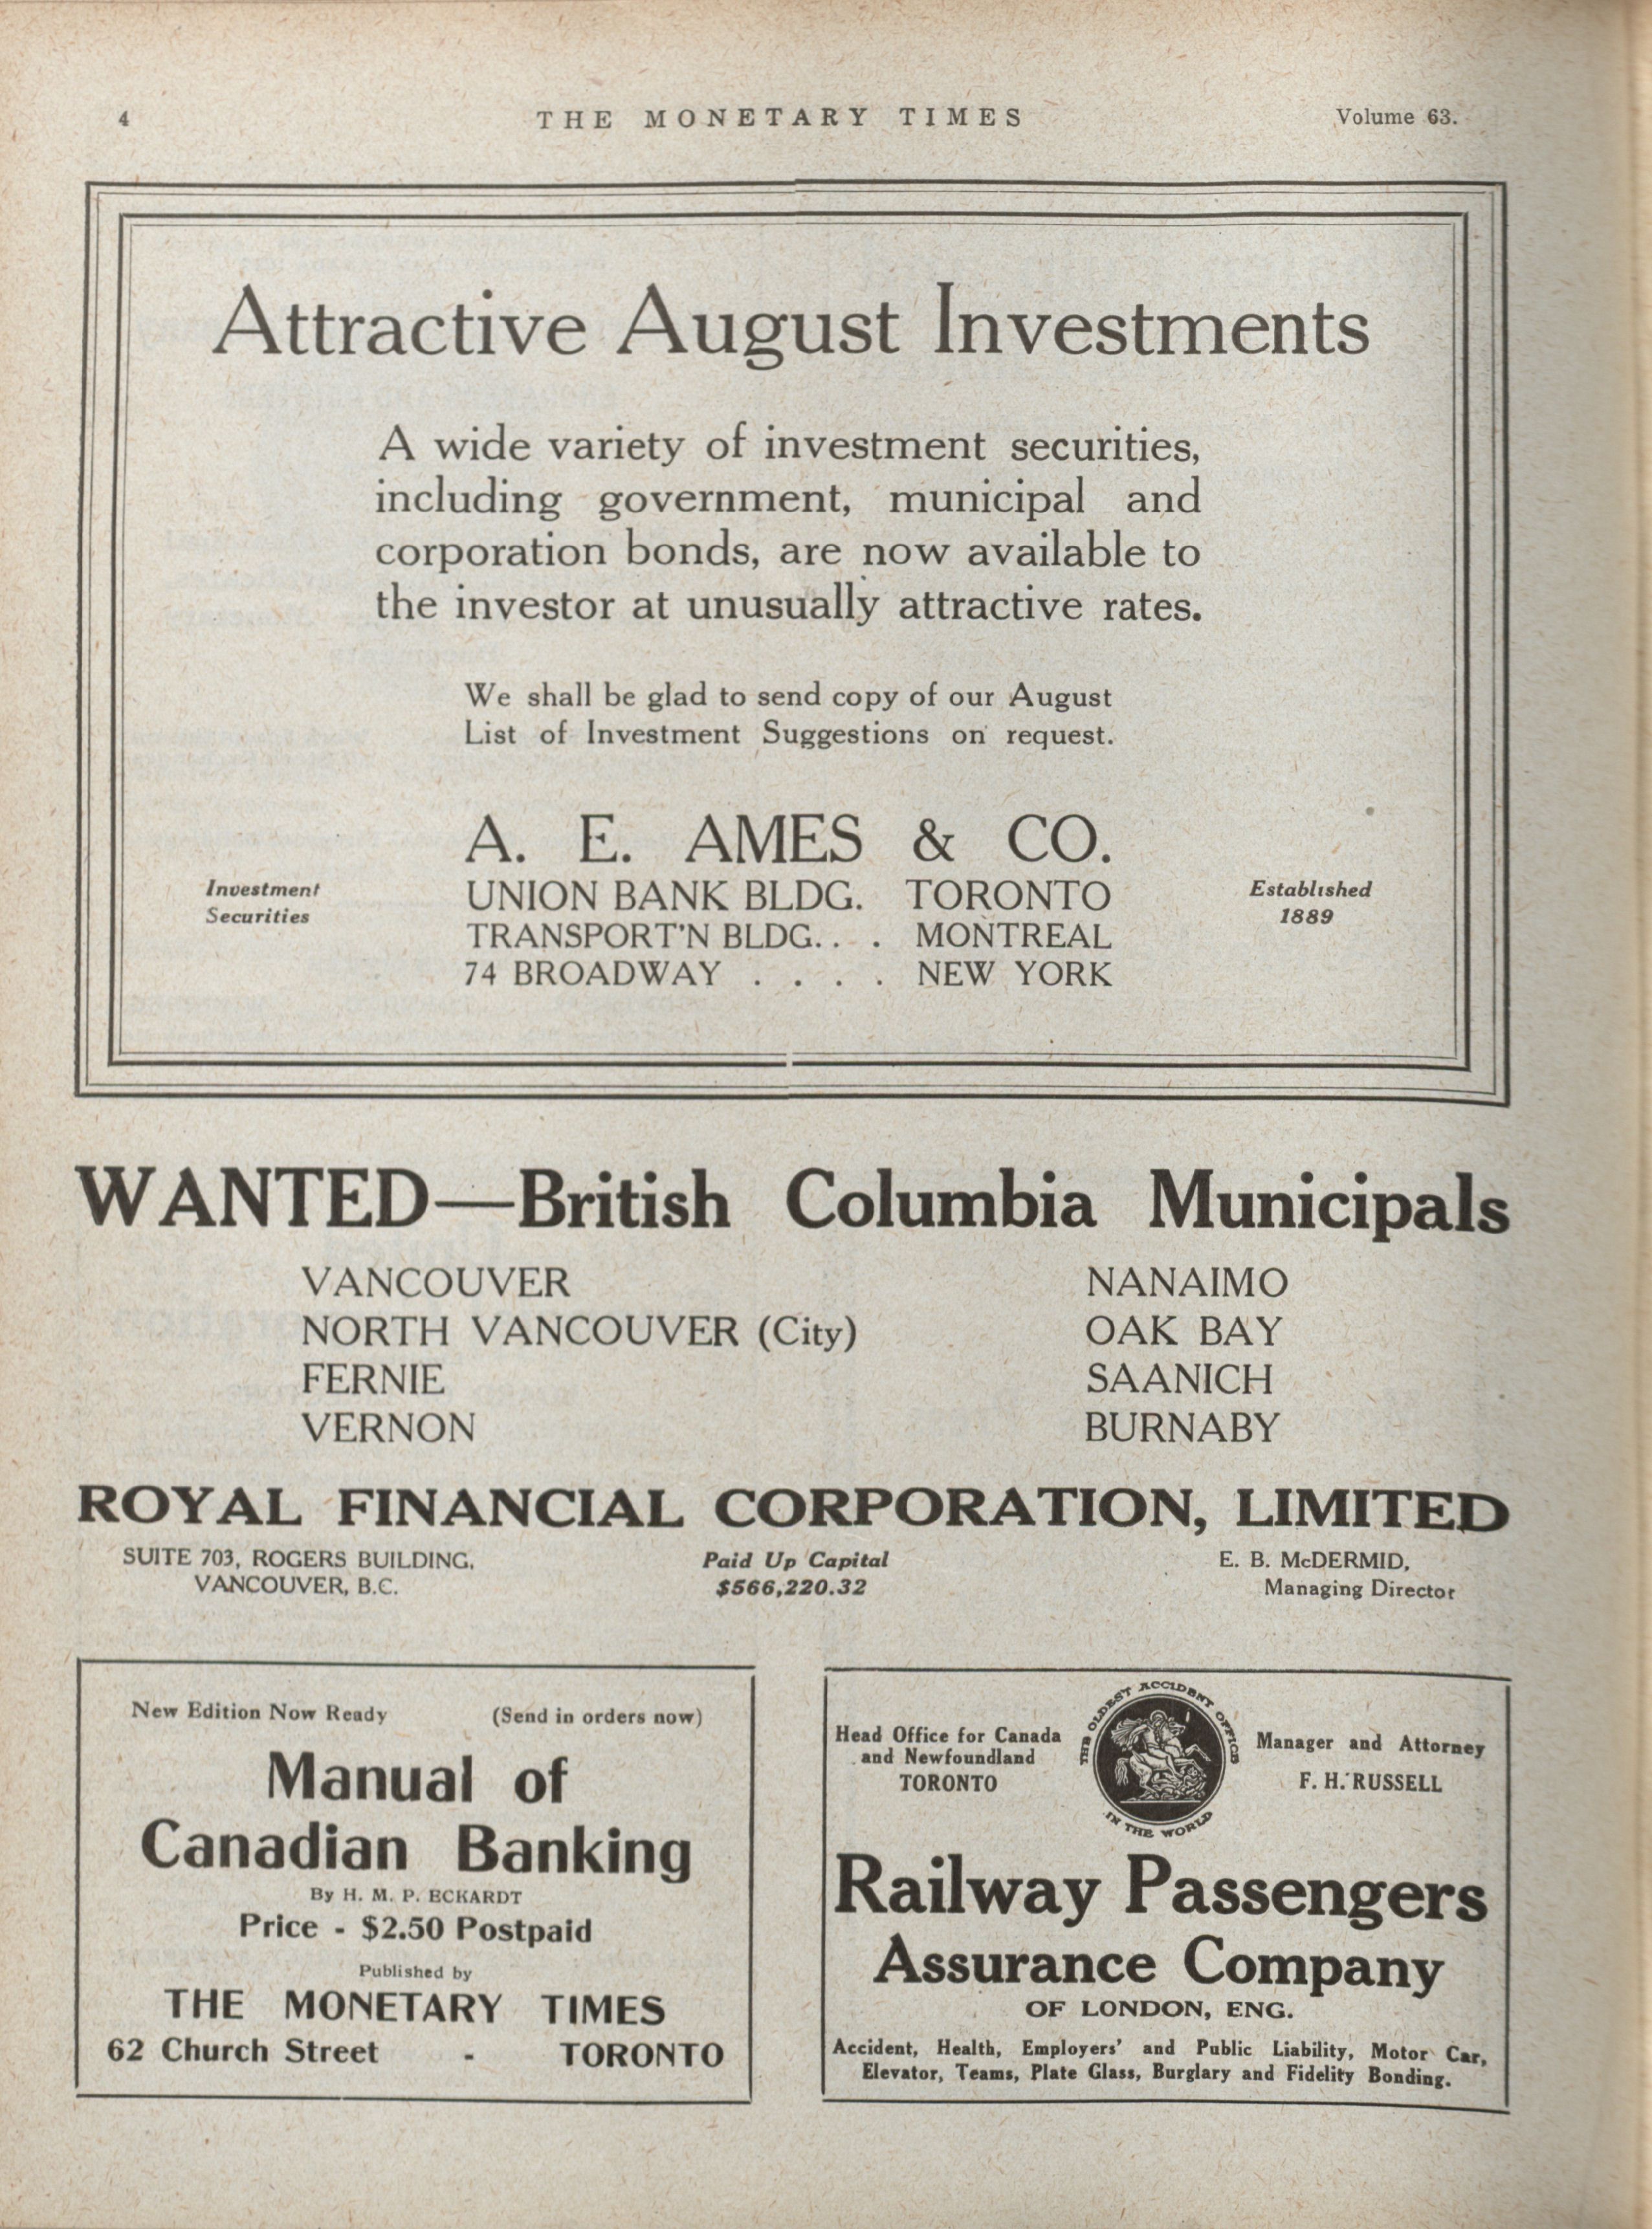 4
THE MONETARY TIMES
Volume 63.
Attractive August Investments
A wide variety of investment securities,
including government, municipal and
corporation bonds, are now available to
the investor at unusually attractive rates.
We shall be glad to send copy of our August
List of Investment Suggestions on request.
A. E. AMES & CO.
Investment
Securities
UNION BANK BLDG. TORONTO
TRANSPORT'N BLDG. . . MONTREAL
74 BROADWAY . . . . NEW YORK
Established
1889
WANTED—British Columbia Municipals
VANCOUVER
NORTH VANCOUVER (City)
FERNIE
VERNON
NANAIMO
OAK BAY
SAANICH
BURNABY
ROYAL FINANCIAL CORPORATION, LIMITED
SUITE 703, ROGERS BUILDING,
VANCOUVER, B.C.
Paid Up Capital
$566,220.32
E. B. McDERMID,
Managing Director
New Edition Now Ready (Send in orders now)
Manual of
Canadian Banking
By H. M. P. ECKARDT
Price - $2.50 Postpaid
Published by
THE MONETARY TIMES
62 Church Street - TORONTO
Head Office for Canada
and Newfoundland
TORONTO
THE OLDEST ACCIDENT OFFICE
IN THE WORLD
Manager and Attorney
F. H. RUSSELL
Railway Passengers
Assurance Company
OF LONDON, ENG.
Accident, Health, Employers' and Public Liability, Motor Car,
Elevator, Teams, Plate Glass, Burglary and Fidelity Bonding.